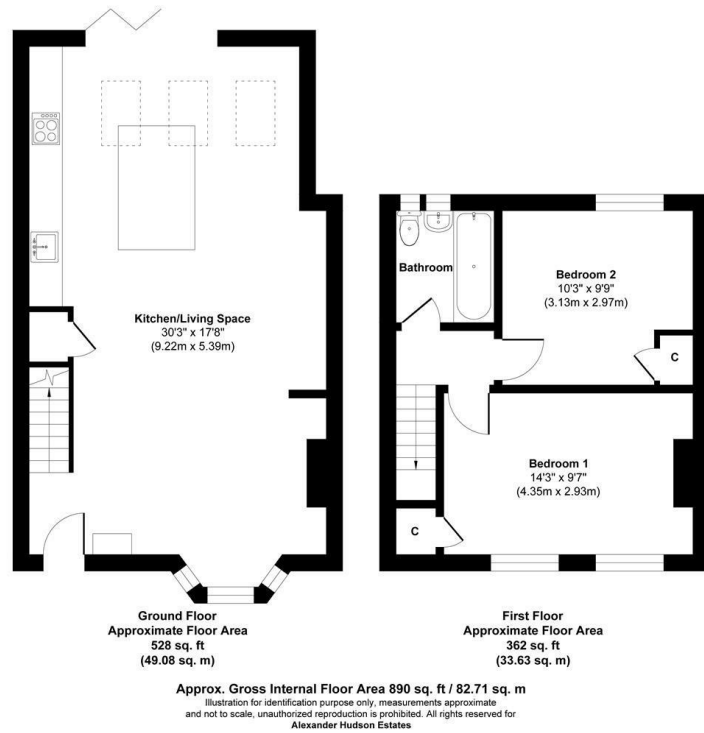 Kitchen/Living Space
30'3" x 17'8"
(9.22m x 5.39m)
Bathroom
Bedroom 2
10'3" x 9'9"
(3.13m x 2.97m)
C
Bedroom 1
14'3" x 9'7"
(4.35m x 2.93m)
C
Ground Floor
Approximate Floor Area
528 sq. ft
(49.08 sq. m)
First Floor
Approximate Floor Area
362 sq. ft
(33.63 sq. m)
Approx. Gross Internal Floor Area 890 sq. ft / 82.71 sq. m
Illustration for identification purpose only, measurements approximate
and not to scale, unauthorized reproduction is prohibited. All rights reserved for
Alexander Hudson Estates